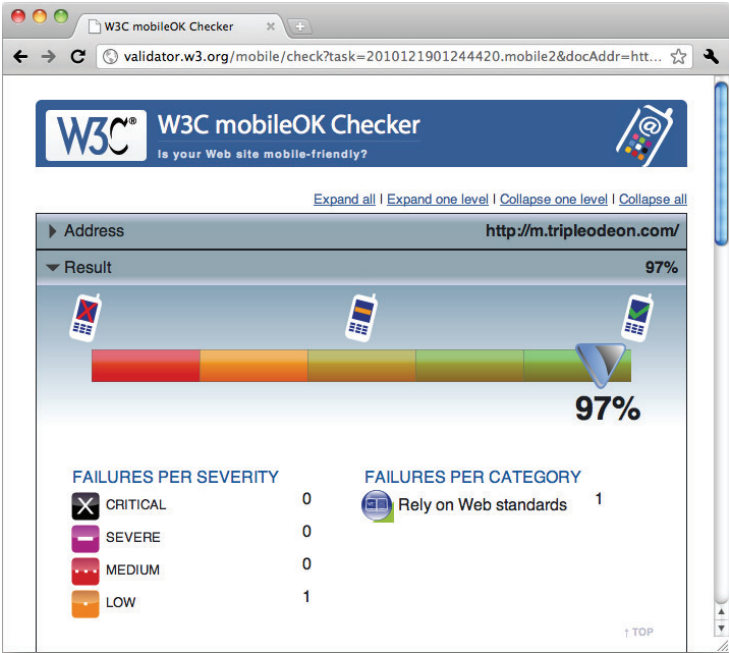 W3C mobileOK Checker
validator.w3.org/mobile/check?task=2010121901244420.mobile2&docAddr=htt...
W3C® W3C mobileOK Checker
Is your Web site mobile-friendly?
Expand all | Expand one level | Collapse one level | Collapse all
Address http://m.tripleodeon.com/
Result 97%
97%
FAILURES PER SEVERITY
CRITICAL 0
SEVERE 0
MEDIUM 0
LOW 1
FAILURES PER CATEGORY
Rely on Web standards 1
↑ TOP